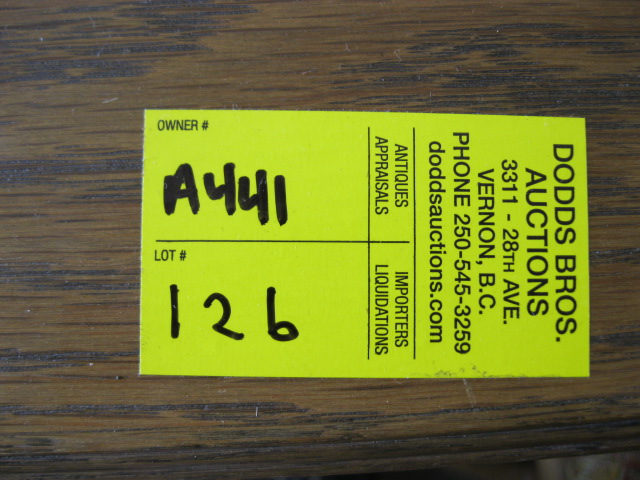 DODDS BROS.
AUCTIONS
3311 - 28TH AVE.
VERNON, B.C.
PHONE 250-545-3259
doddsauctions.com
ANTIQUES
APPRAISALS
IMPORTERS
LIQUIDATIONS
OWNER #
A441
LOT #
126